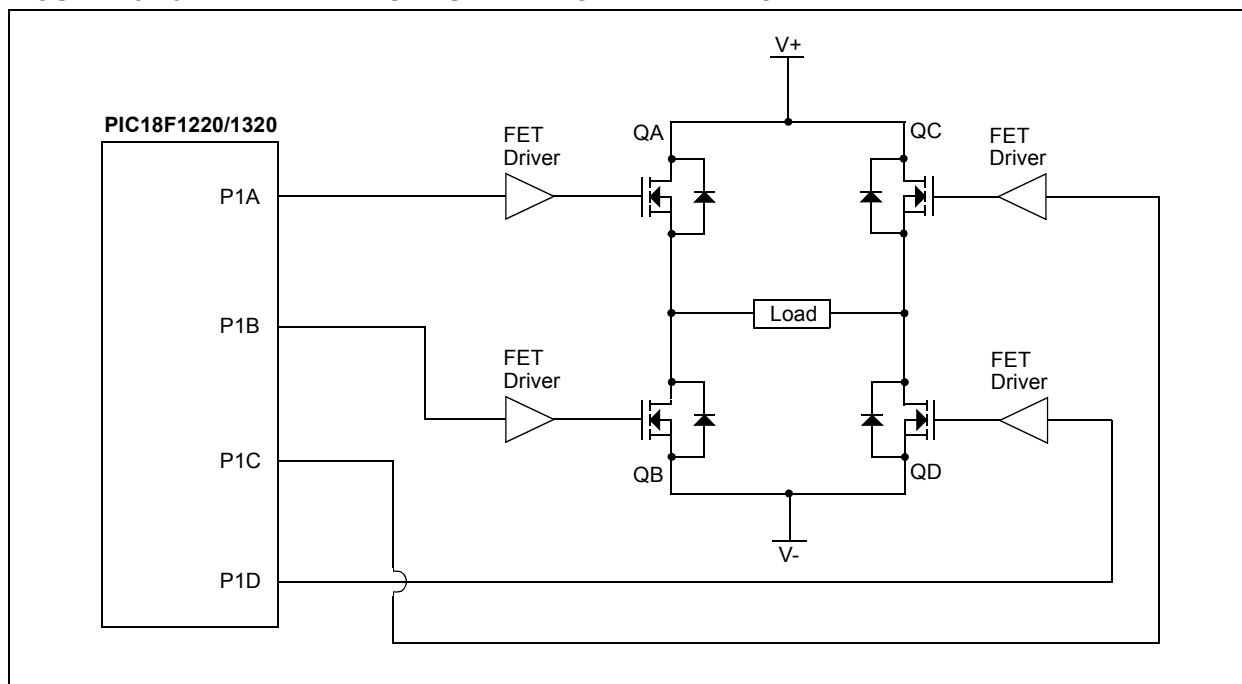 V+
PIC18F1220/1320
FET
Driver
QA
QC
FET
Driver
P1A
Load
P1B
FET
Driver
FET
Driver
P1C
QB
QD
V-
P1D